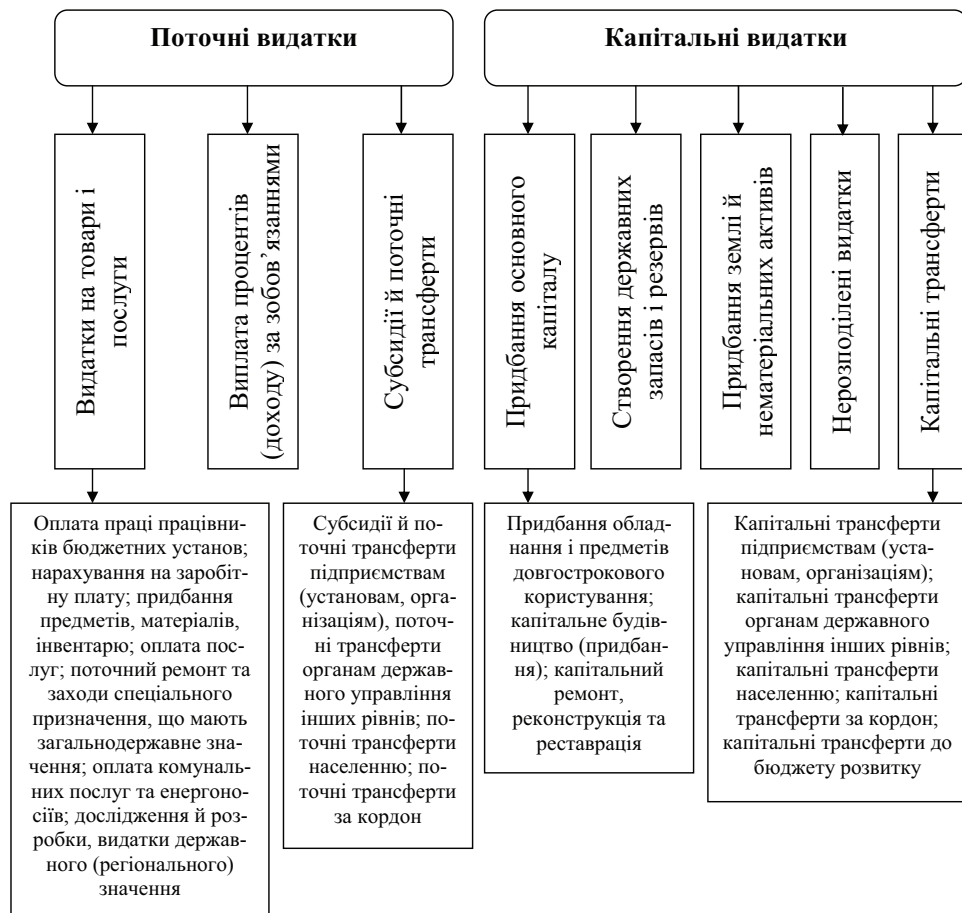 Поточні видатки
Капітальні видатки
Видатки на товари і
послуги
Виплата процентів
(доходу) за зобов’язаннями
Субсидії й поточні
трансферти
Придбання основного
капіталу
Створення державних
запасів і резервів
Придбання землі й
нематеріальних активів
Нерозподілені видатки
Капітальні трансферти
Оплата праці працівни-
ків бюджетних установ;
нарахування на заробіт-
ну плату; придбання
предметів, матеріалів,
інвентарю; оплата пос-
луг; поточний ремонт та
заходи спеціального
призначення, що мають
загальнодержавне зна-
чення; оплата комуналь-
них послуг та енергоно-
сіїв; дослідження й роз-
робки, видатки держав-
ного (регіонального)
значення
Субсидії й по-
точні трансферти
підприємствам
(установам, орга-
нізаціям), поточ-
ні трансферти
органам держав-
ного управління
інших рівнів; по-
точні трансферти
населенню; по-
точні трансферти
за кордон
Придбання облад-
нання і предметів
довгострокового
користування;
капітальне будів-
ництво (придбан-
ня); капітальний
ремонт,
реконструкція та
реставрація
Капітальні трансферти
підприємствам (уста-
новам, організаціям);
капітальні трансферти
органам державного
управління інших рівнів;
капітальні трансферти
населенню; капітальні
трансферти за кордон;
капітальні трансферти до
бюджету розвитку